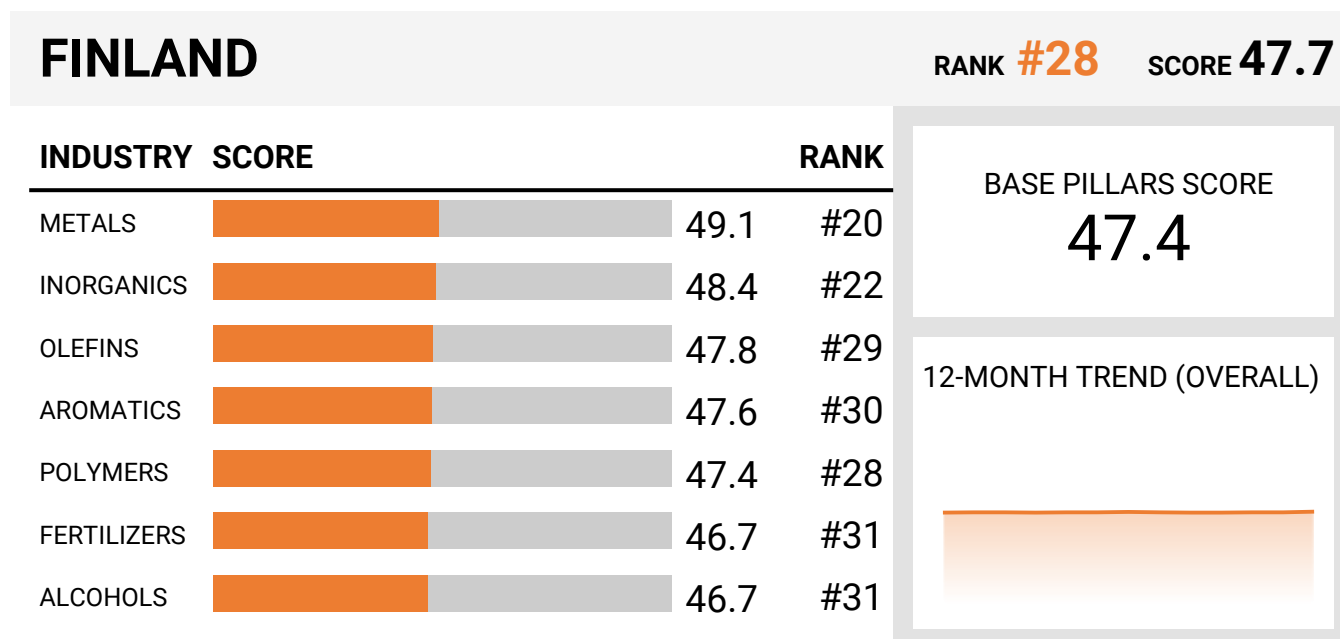 FINLAND
RANK #28 SCORE 47.7
INDUSTRY SCORE RANK
METALS 49.1 #20
INORGANICS 48.4 #22
OLEFINS 47.8 #29
AROMATICS 47.6 #30
POLYMERS 47.4 #28
FERTILIZERS 46.7 #31
ALCOHOLS 46.7 #31
BASE PILLARS SCORE
47.4
12-MONTH TREND (OVERALL)